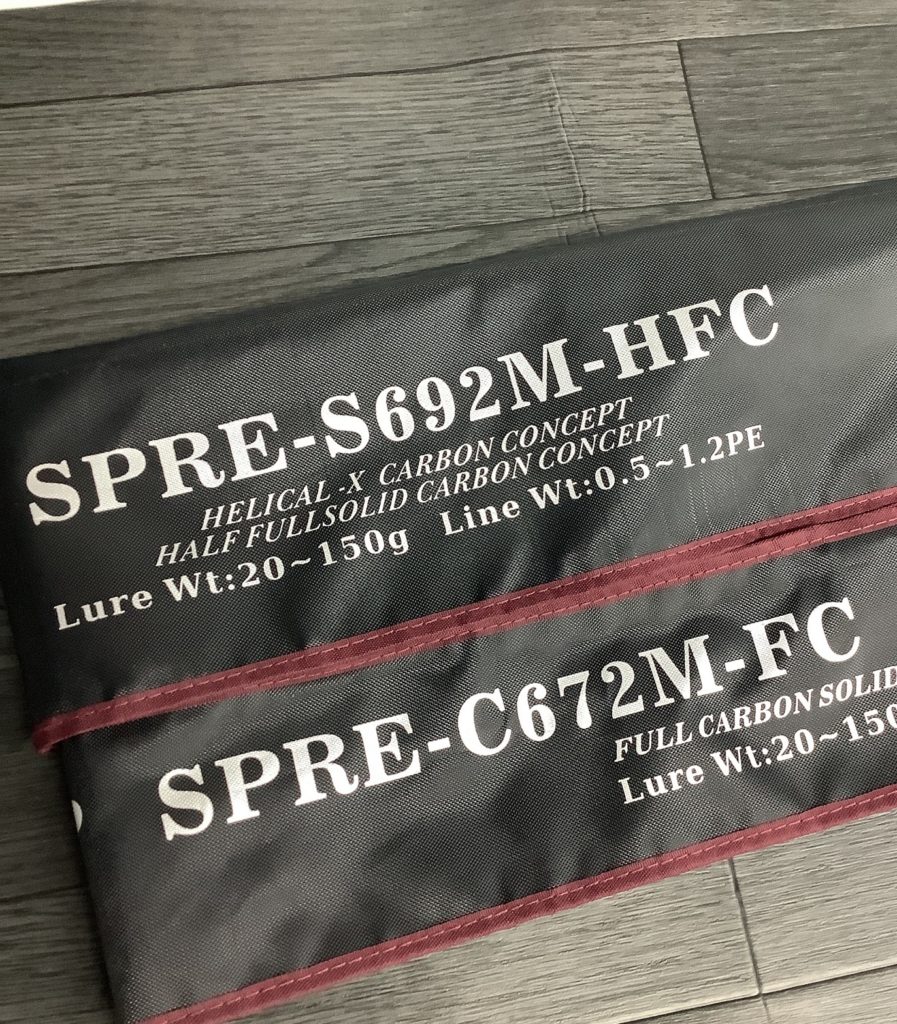 SPRE-S692M-HFC
HELICAL -X CARBON CONCEPT
HALF FULLSOLID CARBON CONCEPT
Lure Wt:20~150g Line Wt:0.5~1.2PE
SPRE-C672M-FC
FULL CARBON SOLID
Lure Wt:20~150